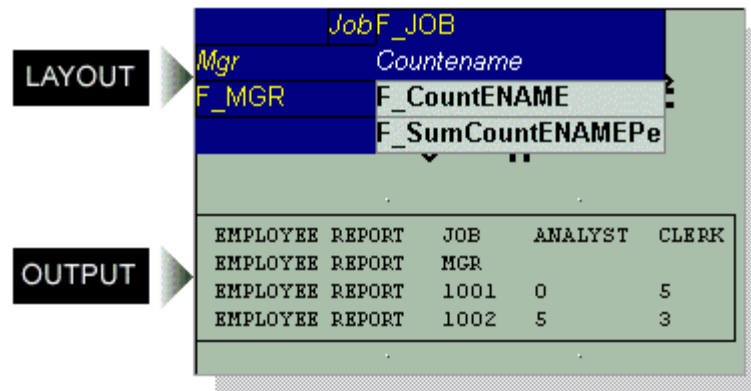 Job F_JOB
Mgr Countename
LAYOUT
F_MGR F_CountENAME
F_SumCountENAMEPe
EMPLOYEE REPORT JOB ANALYST CLERK
EMPLOYEE REPORT MGR
OUTPUT
EMPLOYEE REPORT 1001 0 5
EMPLOYEE REPORT 1002 5 3